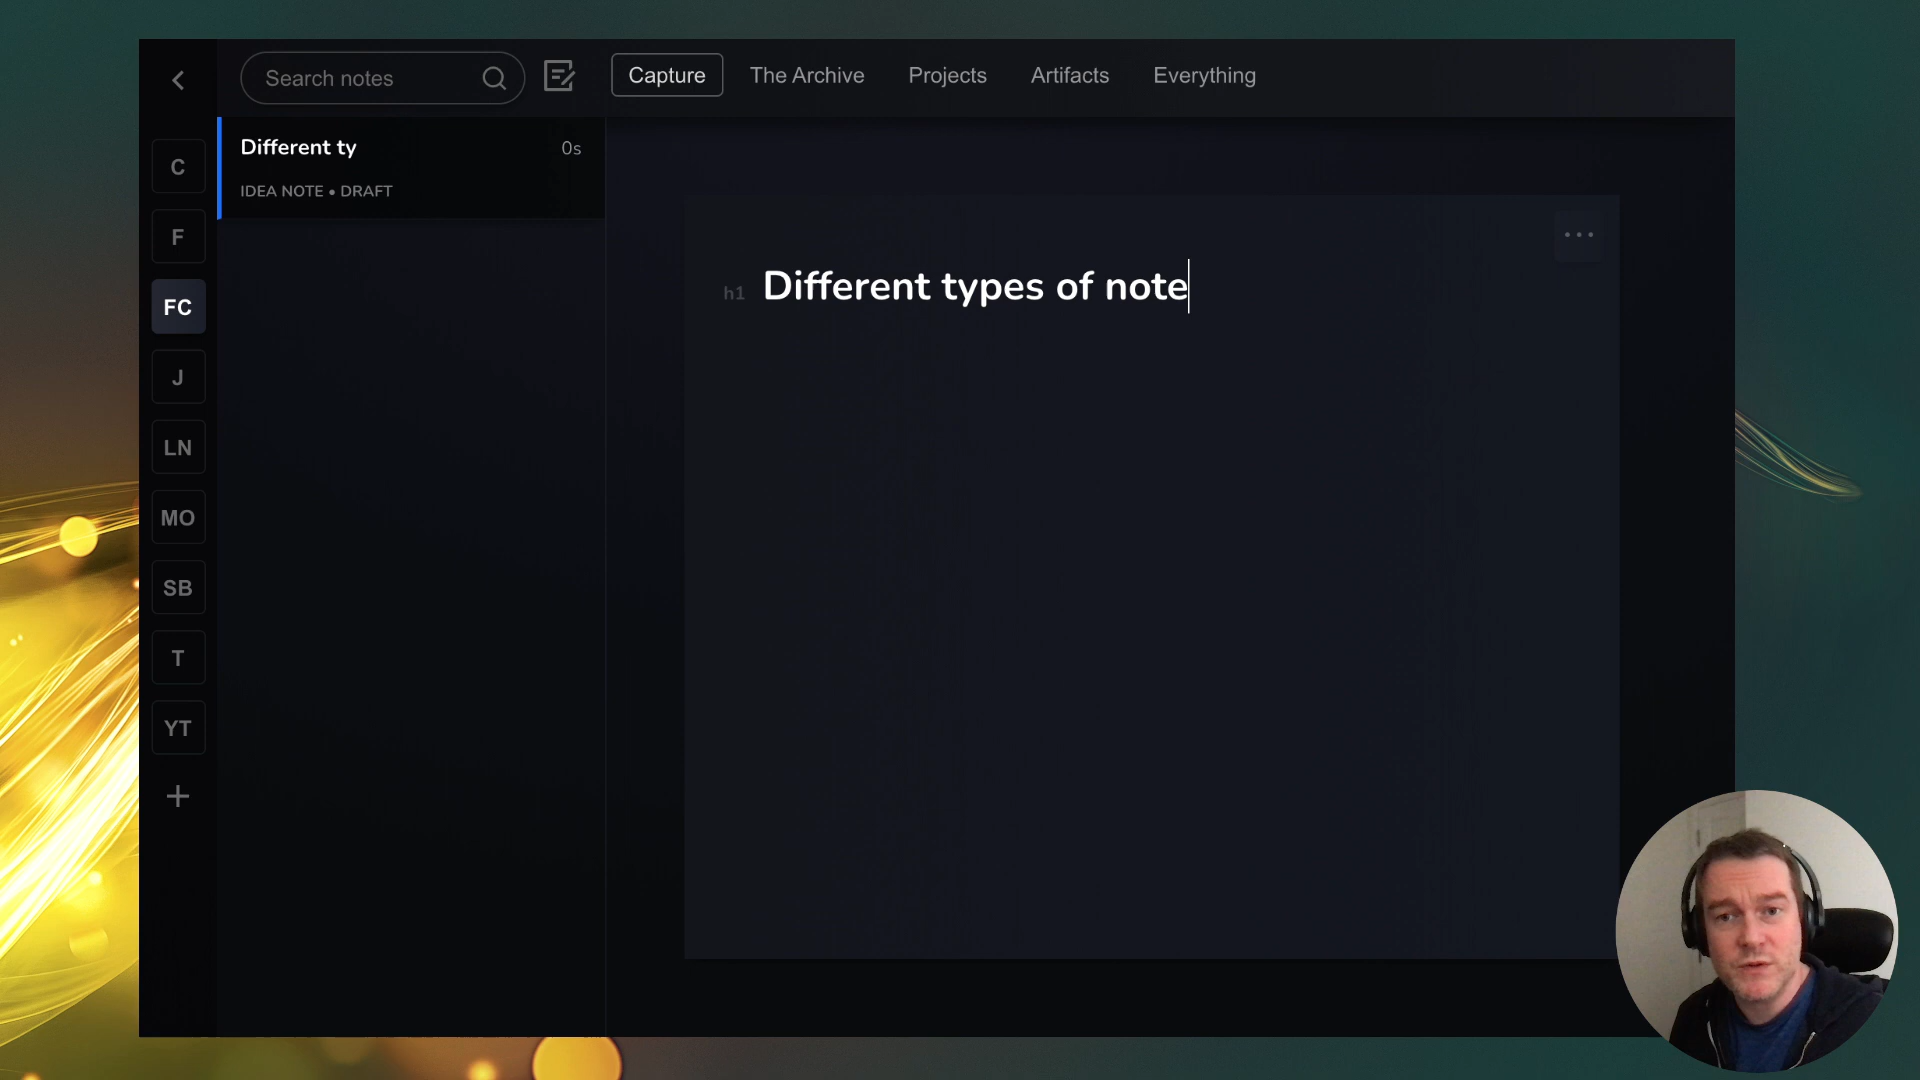 Search notes
Capture
The Archive
Projects
Artifacts
Everything
C
F
FC
J
LN
MO
SB
T
YT
Different ty
0s
IDEA NOTE • DRAFT
h1 Different types of note